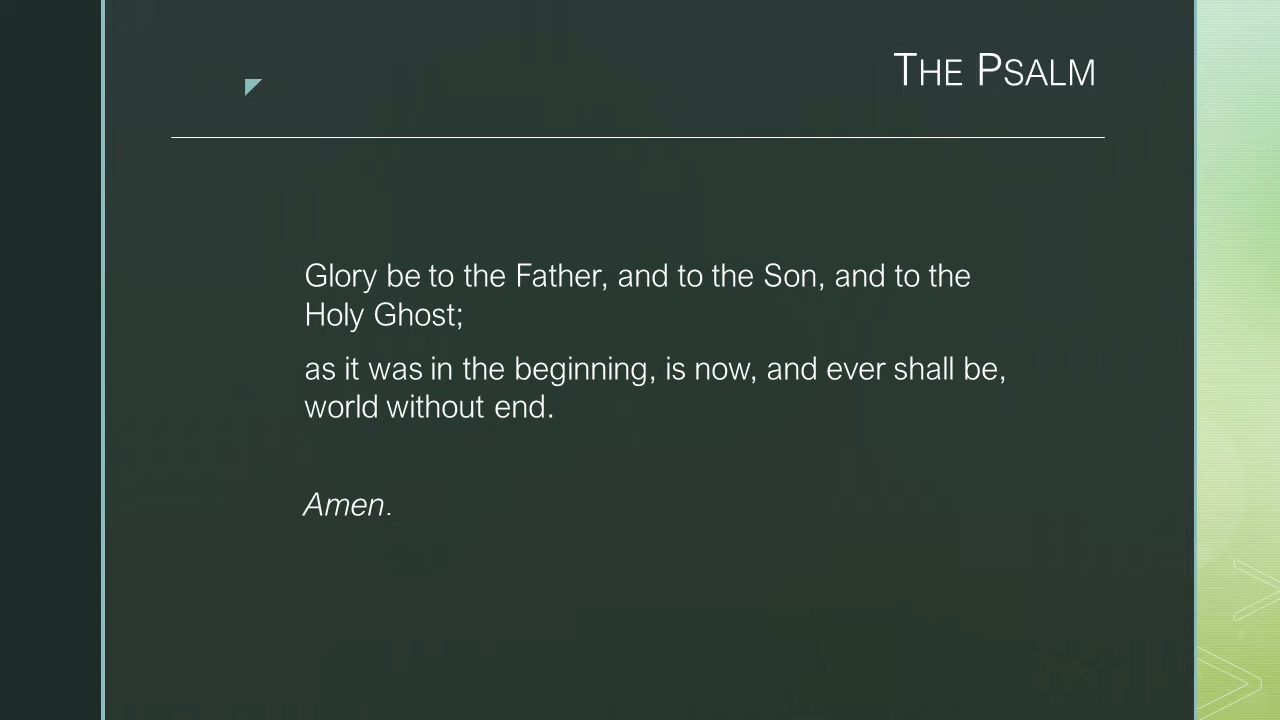 THE PSALM
Glory be to the Father, and to the Son, and to the
Holy Ghost;
as it was in the beginning, is now, and ever shall be,
world without end.
Amen.